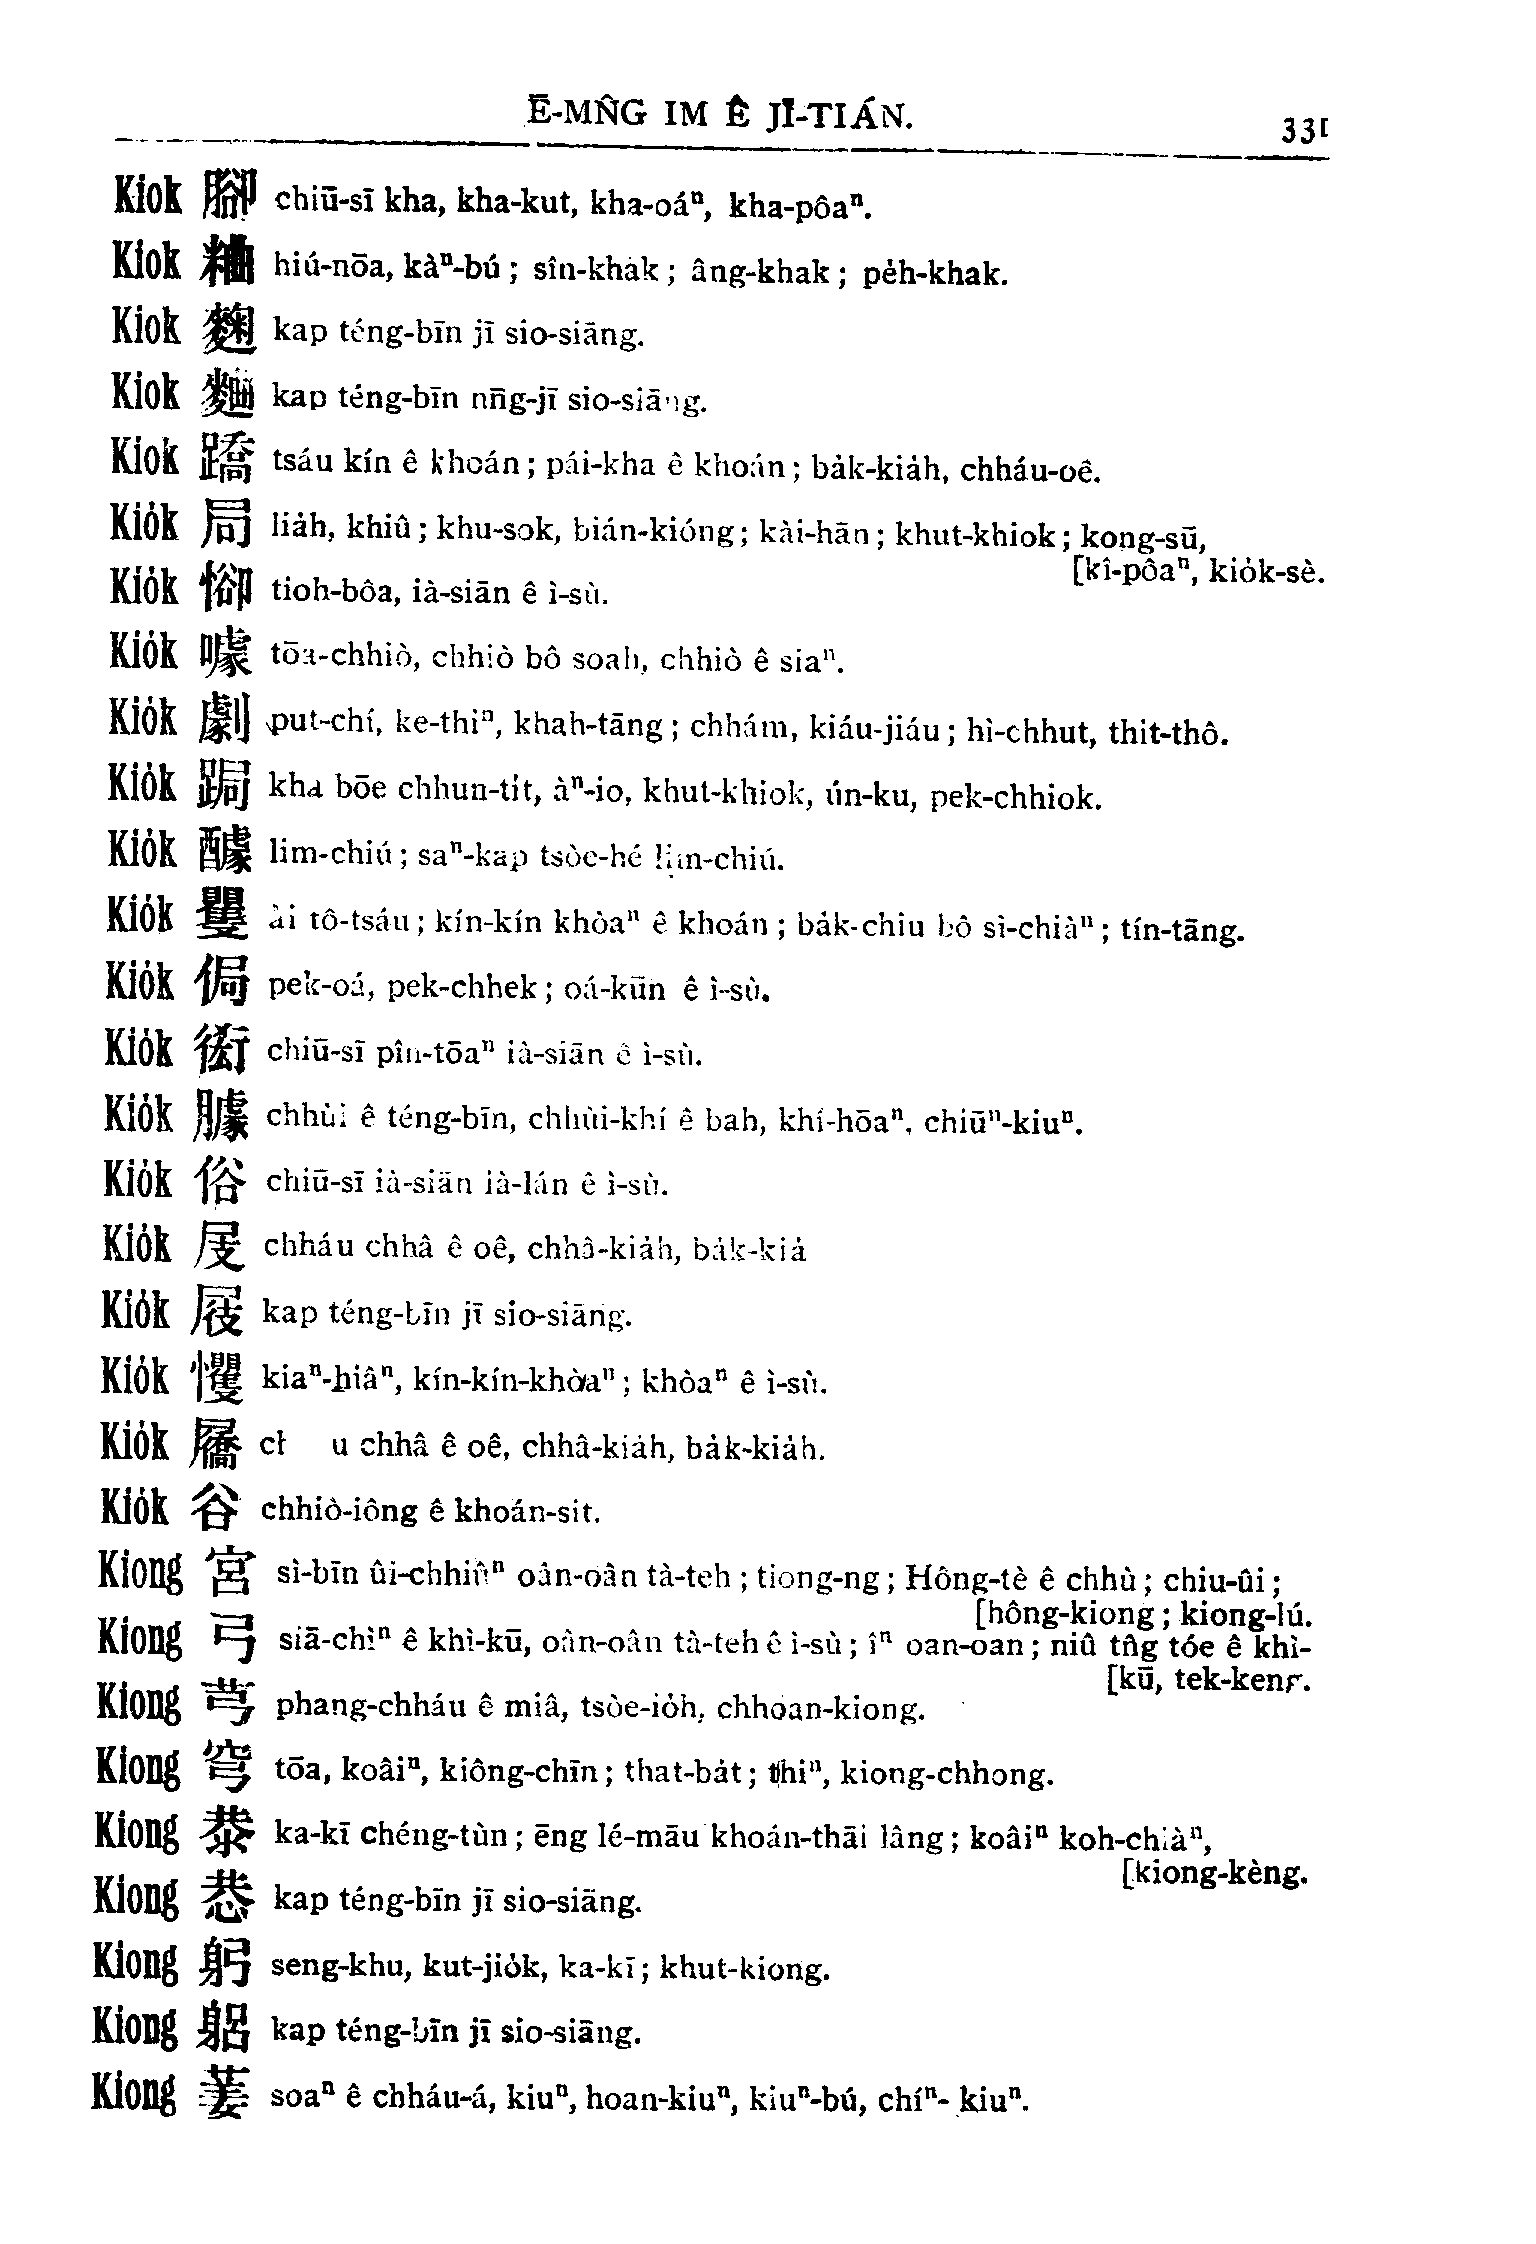 Ē-MN̂G IM Ê JĪ-TIÁN.
331
Kiok 腳 chiū-sī kha, kha-kut, kha-oáⁿ, kha-pôaⁿ.
Kiok 粬 hiú-nōa, kàⁿ-bú; sîn-khak; âng-khak; pe̍h-khak.
Kiok 麴 kap téng-bīn jī sio-siāng.
Kiok 麯 kap téng-bīn nn̄g-jī sio-siāng.
Kiok 蹻 tsáu kín ê khoán; pái-kha ê khoán; ba̍k-kia̍h, chháu-oê.
Kio̍k 局 lia̍h, khiû; khu-sok, bián-kióng; kài-hān; khut-khiok; kong-sū,
[kî-pôaⁿ, kio̍k-sè.
Kio̍k 㥛 tioh-bôa, ià-siān ê ì-sù.
Kio̍k 噱 tōa-chhiò, chhiò bô soah, chhiò ê siaⁿ.
Kio̍k 劇 put-chí, ke-thiⁿ, khah-tāng; chhám, kiáu-jiáu; hì-chhut, thit-thô.
Kio̍k 跼 kha bōe chhun-ti̍t, àⁿ-io, khut-khiok, ún-ku, pek-chhiok.
Kio̍k 醵 lim-chiú; saⁿ-kap tsòe-hé lim-chiú.
Kio̍k 矍 ài tô-tsáu; kín-kín khòaⁿ ê khoán; ba̍k-chiu bô sì-chiàⁿ; tín-tāng.
Kio̍k 侷 pek-oá, pek-chhek; oá-kūn ê ì-sù.
Kio̍k chiū-sī pîn-tōaⁿ ià-siān ê ì-sù.
Kio̍k 臄 chhùi ê téng-bīn, chhùi-khí ê bah, khí-hōaⁿ, chiūⁿ-kiuⁿ.
Kio̍k chiū-sī ià-siān ià-lán ê ì-sù.
Kio̍k chháu chhâ ê oê, chhâ-kia̍h, ba̍k-kia̍
Kio̍k 屐 kap téng-bīn jī sio-siāng.
Kio̍k 戄 kiaⁿ-hiâⁿ, kín-kín-khòaⁿ; khòaⁿ ê ì-sù.
Kio̍k 屩 ch u chhâ ê oê, chhâ-kia̍h, ba̍k-kia̍h.
Kio̍k 谷 chhiò-iông ê khoán-sit.
Kiong 宮 sì-bīn ûi-chhiûⁿ oân-oân tà-teh; tiong-ng; Hông-tè ê chhù; chiu-ûi;
[hông-kiong; kiong-lú.
Kiong 弓 siā-chìⁿ ê khì-kū, oân-oân tà-teh ê ì-sù; îⁿ oan-oan; niû tn̂g tóe ê khì-
[kū, tek-keng.
Kiong 芎 phang-chháu ê miâ, tsòe-io̍h, chhoan-kiong.
Kiong 穹 tōa, koâiⁿ, kiông-chīn; that-ba̍t; thiⁿ, kiong-chhong.
Kiong 㳟 ka-kī chéng-tùn; ēng lé-māu khoán-thāi lâng; koâiⁿ koh-chiàⁿ,
[kiong-kèng.
Kiong 恭 kap téng-bīn jī sio-siāng.
Kiong 躬 seng-khu, kut-jio̍k, ka-kī; khut-kiong.
Kiong 躳 kap téng-bīn jī sio-siāng.
Kiong 葁 soaⁿ ê chháu-á, kiuⁿ, hoan-kiuⁿ, kiuⁿ-bú, chíⁿ- kiuⁿ.